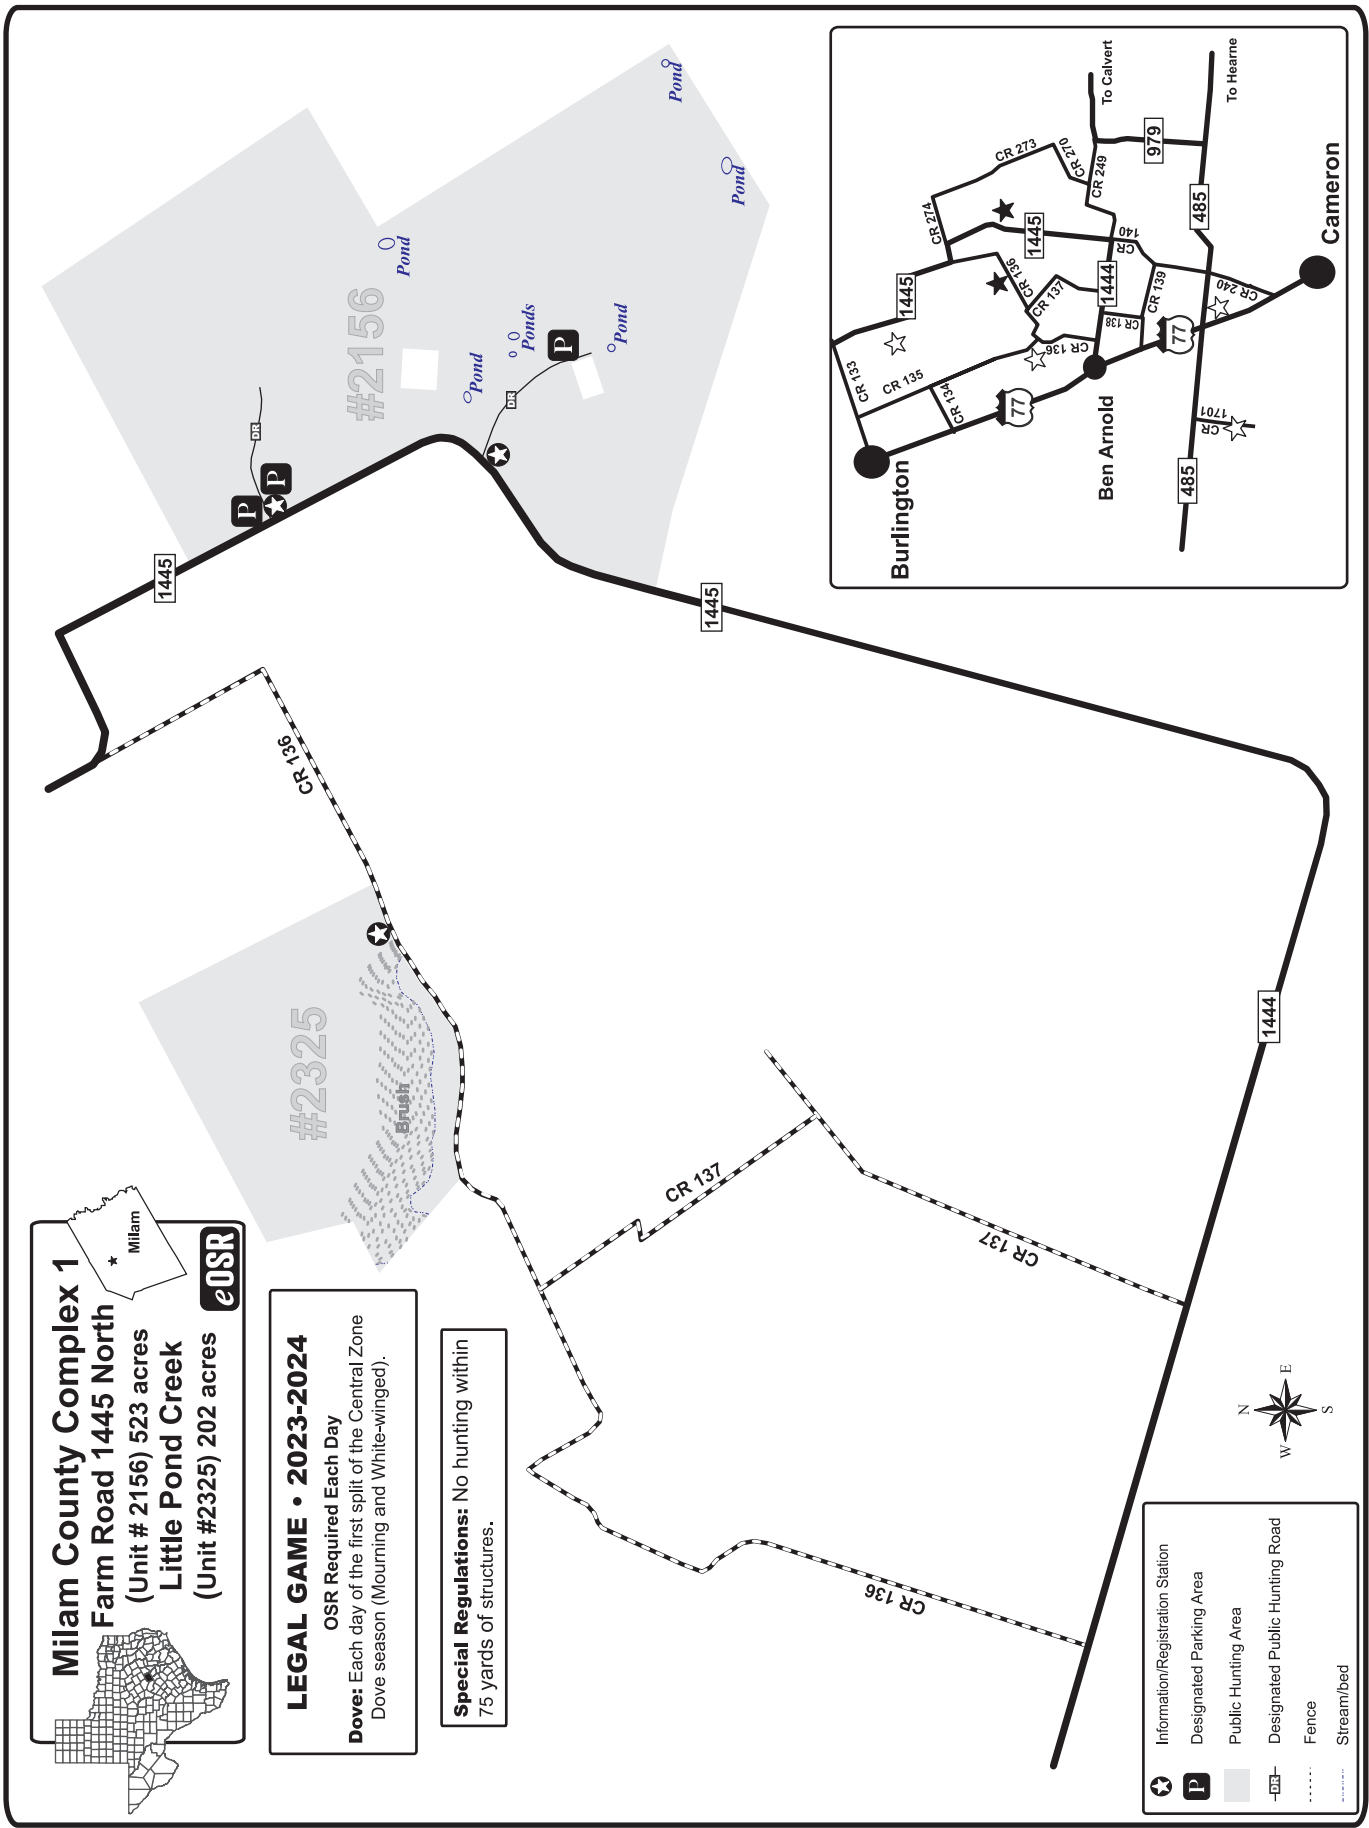 Milam County Complex 1
Farm Road 1445 North
(Unit # 2156) 523 acres
Little Pond Creek
(Unit #2325) 202 acres
Milam
eOSR
LEGAL GAME • 2023-2024
OSR Required Each Day
Dove: Each day of the first split of the Central Zone
Dove season (Mourning and White-winged).
Special Regulations: No hunting within
75 yards of structures.
#2325
Brush
CR 136
1445
P
P
DR
#2156
Pond
Pond
Ponds
DR
P
Pond
Pond
Pond
1445
CR 137
CR 137
CR 136
1444
N
W
E
S
Information/Registration Station
P
Designated Parking Area
Public Hunting Area
DR
Designated Public Hunting Road
Fence
Stream/bed
Burlington
CR 133
CR 135
CR 134
77
1445
CR 274
CR 273
CR 270
CR 249
To Calvert
To Hearne
979
1445
CR 136
CR 137
CR 136
1444
CR 140
CR 138
CR 139
CR 240
77
Ben Arnold
485
485
CR 1701
Cameron